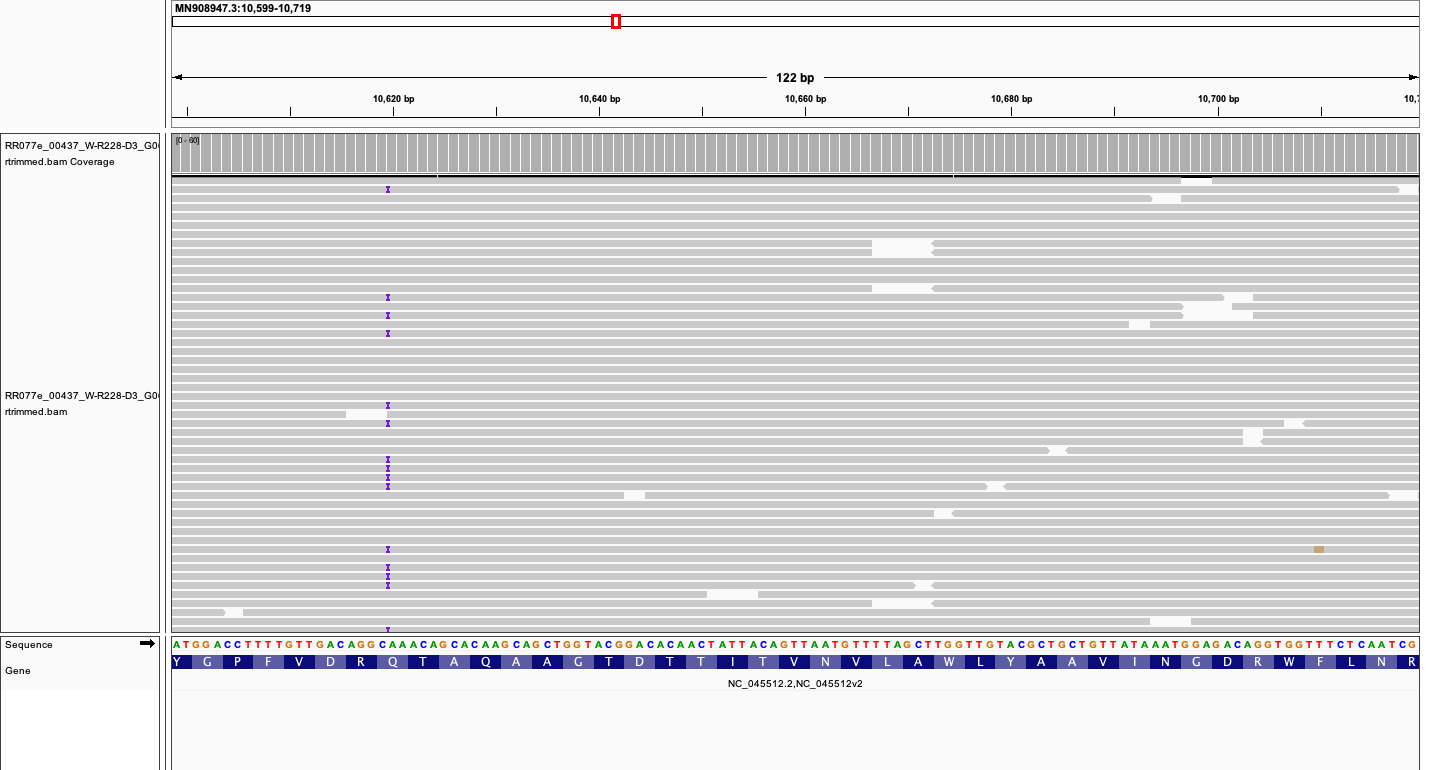 MN908947.3:10,599-10,719
122 bp
10,620 bp 10,640 bp 10,660 bp 10,680 bp 10,700 bp 10,7
RR077e_00437_W-R228-D3_G0
rtrimmed.bam Coverage
[0 - 60]
RR077e_00437_W-R228-D3_G0
rtrimmed.bam
Sequence
ATGGACCTTTTGTTGACAGGCAAACAGCACAAGCAGCTGGTACGGACACAACTATTACAGTTAATGTTTTAGCTTGGTTGTACGCTGCTGTTATAAATGGAGACAGGTGGTTTCTCAATCG
Gene
Y G P F V D R Q T A Q A A G T D T T I T V N V L A W L Y A A V I N G D R W F L N R
NC_045512.2,NC_045512v2